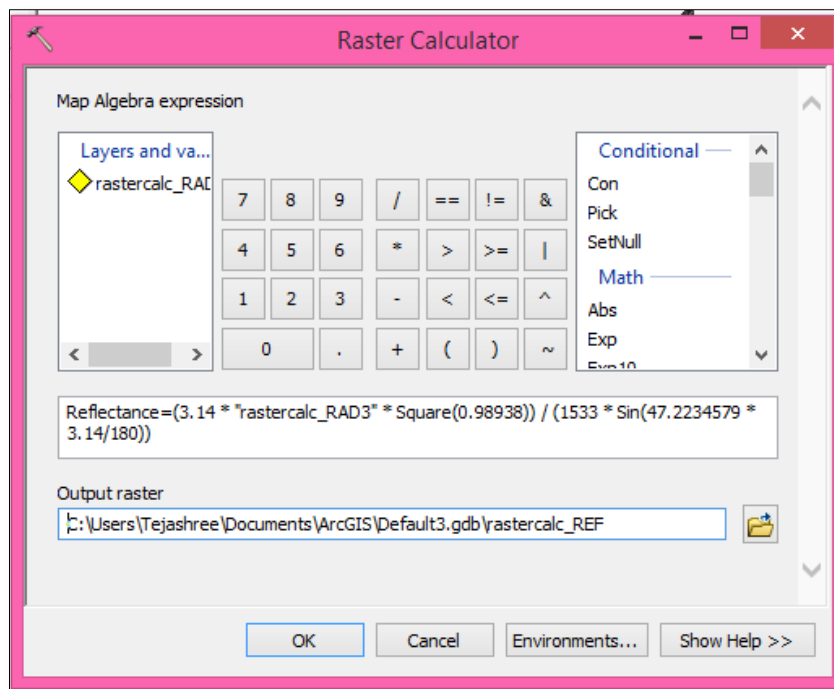 Raster Calculator
Map Algebra expression
Layers and va...
rastercalc_RAD
7 8 9 / == != &
4 5 6 * > >= |
1 2 3 - < <= ^
0 . + ( ) ~
Conditional
Con
Pick
SetNull
Math
Abs
Exp
Exp10
Reflectance=(3.14 * "rastercalc_RAD3" * Square(0.98938)) / (1533 * Sin(47.2234579 *
3.14/180))
Output raster
C:\Users\Tejashree\Documents\ArcGIS\Default3.gdb\rastercalc_REF
OK Cancel Environments... Show Help >>